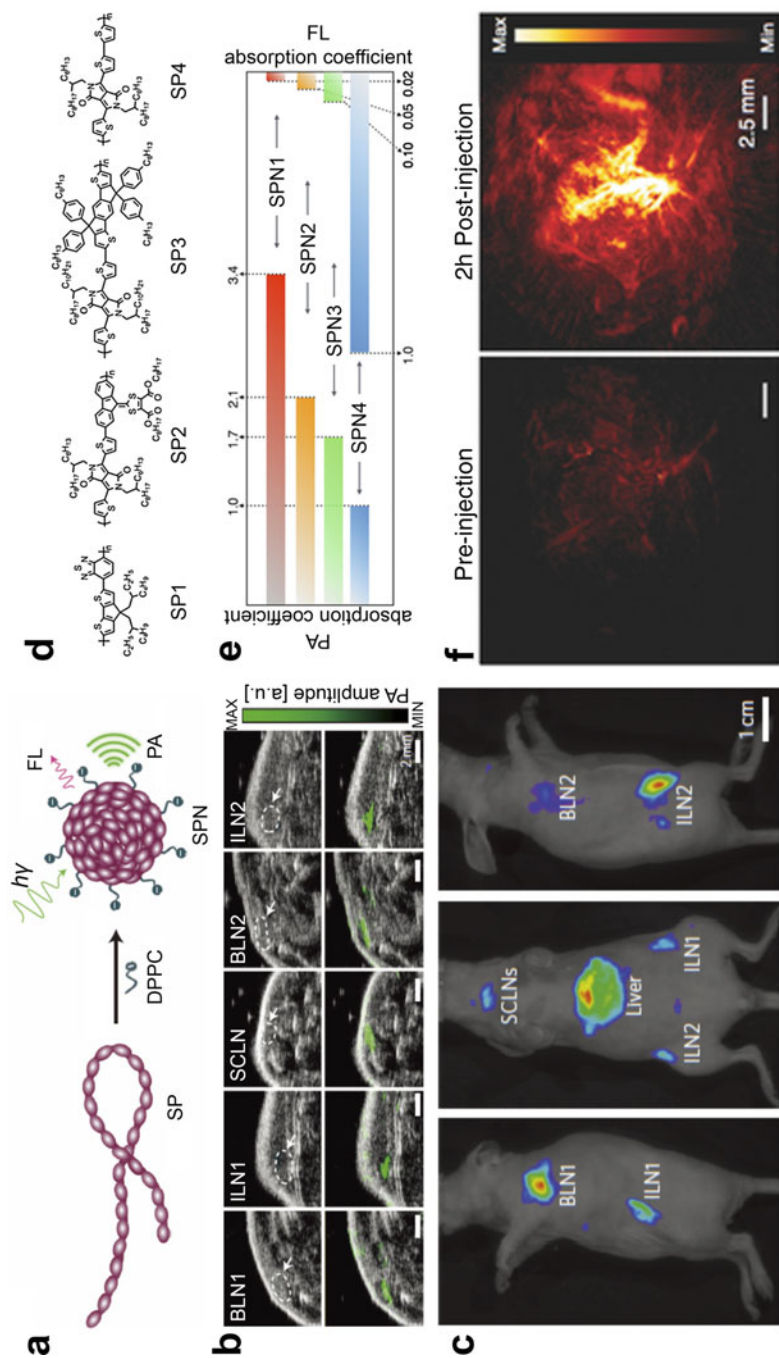 a
SP
DPPC
hγ
FL
PA
SPN
b
BLN1
ILN1
SCLN
BLN2
ILN2
2 mm
MAX
PA amplitude [a.u.]
MIN
c
BLN1
ILN1
SCLNs
Liver
ILN2
ILN1
BLN2
ILN2
1 cm
d
SP1
SP2
SP3
SP4
e
PA
absorption coefficient
1.0
1.7
2.1
3.4
SPN1
SPN2
SPN3
SPN4
1.0
0.10
0.05
0.02
FL
absorption coefficient
f
Pre-injection
2h Post-injection
Max
Min
2.5 mm